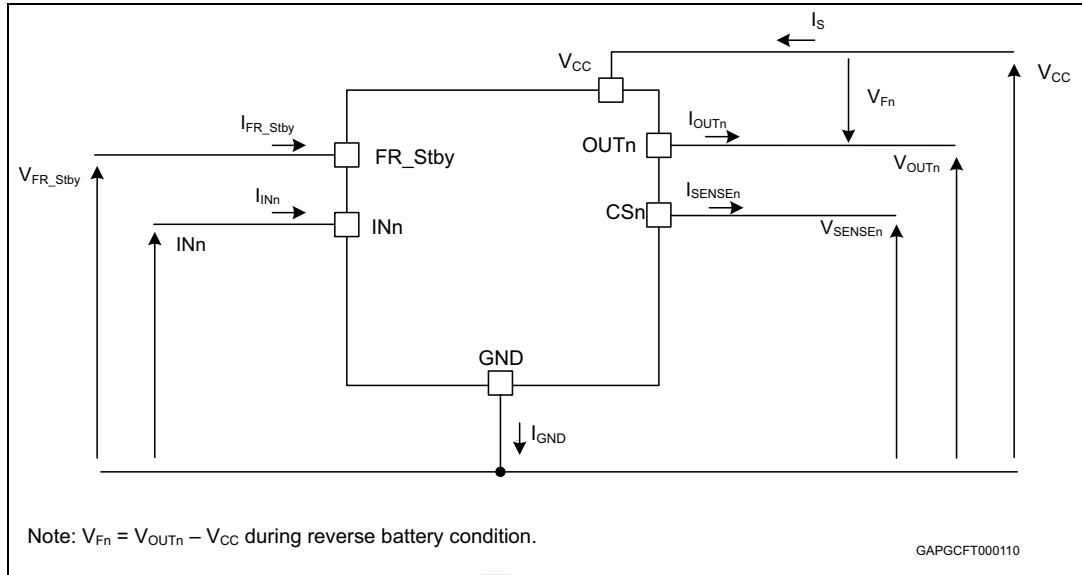 I_S
V_CC
V_CC
V_Fn
I_FR_Stby
I_OUTn
FR_Stby
OUTn
V_FR_Stby
V_OUTn
I_INn
I_SENSEn
CSn
INn
V_SENSEn
INn
GND
I_GND
Note: V_Fn = V_OUTn – V_CC during reverse battery condition.
GAPGCFT000110